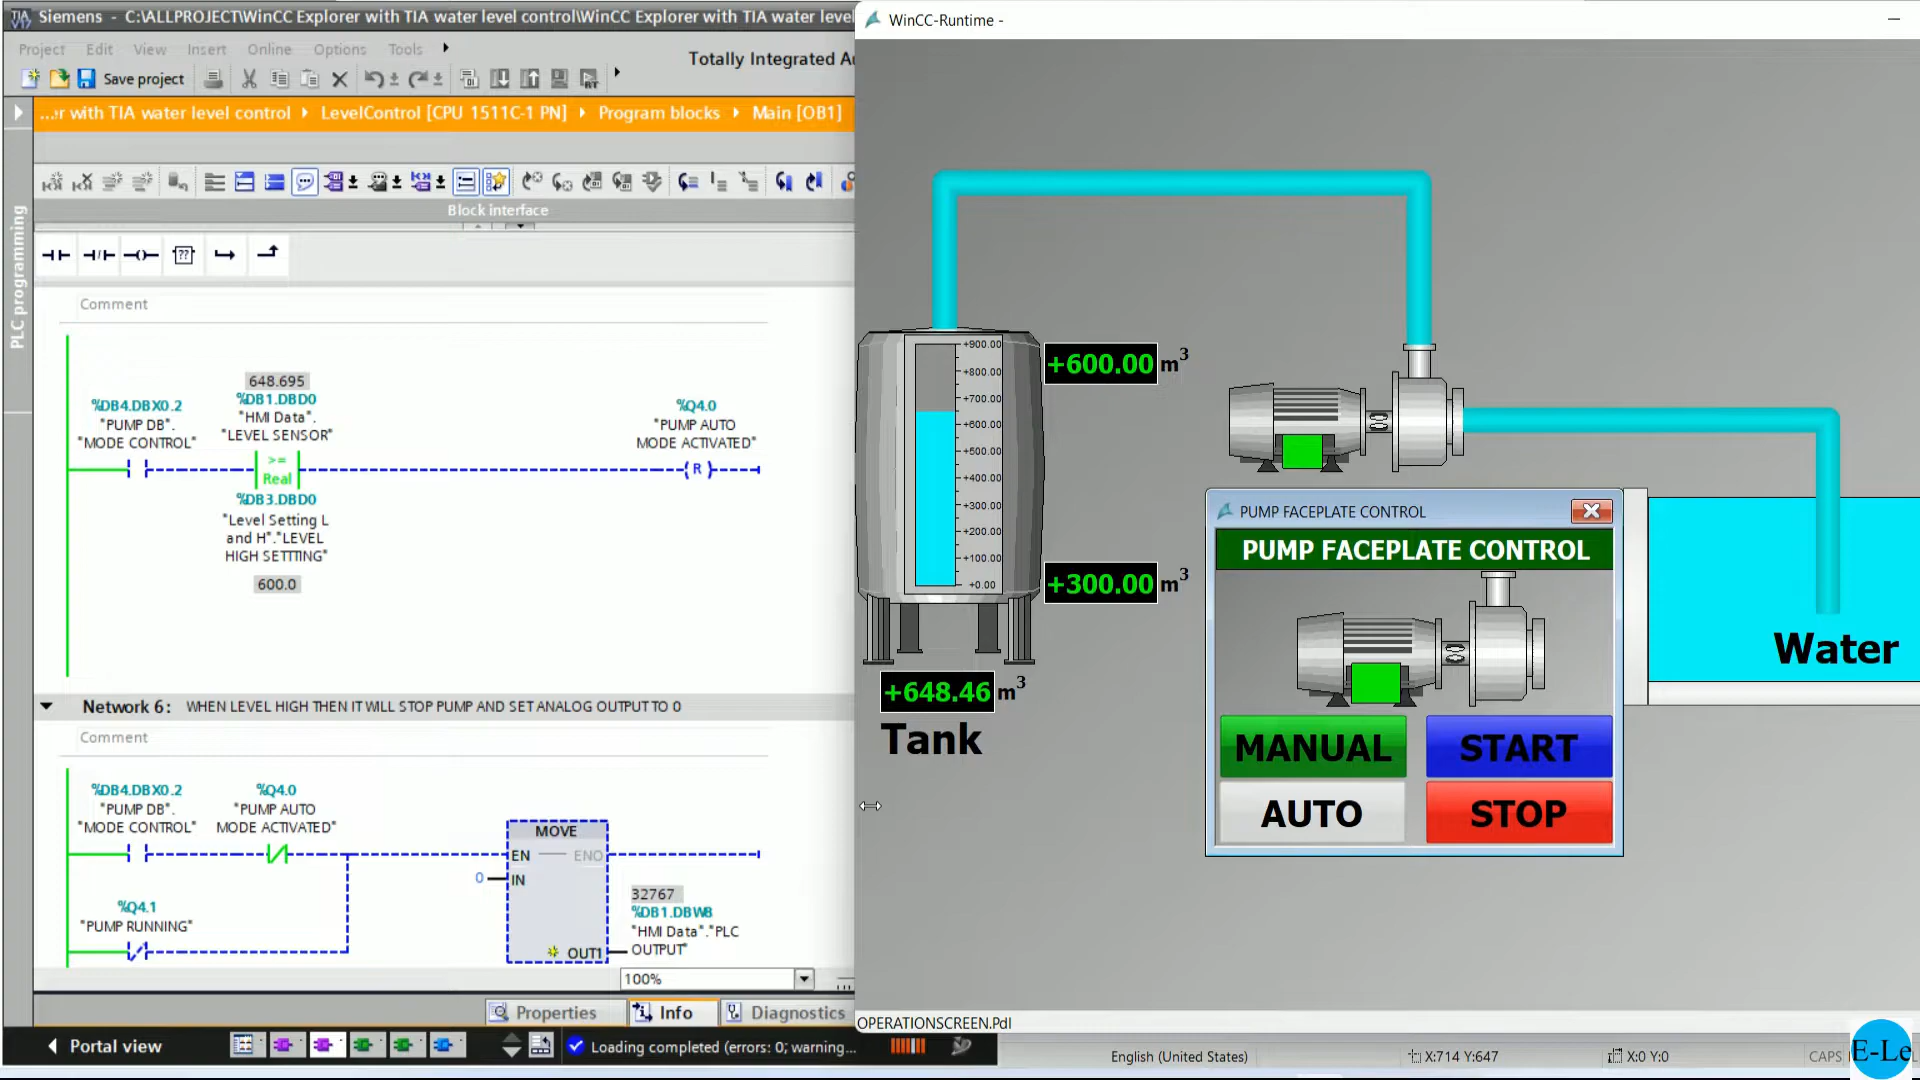 Siemens - C:\ALLPROJECT\WinCC Explorer with TIA water level control\WinCC Explorer with TIA water level
Project Edit View Insert Online Options Tools
Totally Integrated Au
Save project
...r with TIA water level control LevelControl [CPU 1511C-1 PN] Program blocks Main [OB1]
PLC programming
Block interface
??
Comment
648.695
%DB4.DBX0.2
"PUMP DB".
"MODE CONTROL"
%DB1.DBD0
"HMI Data".
"LEVEL SENSOR"
>=
Real
%DB3.DBD0
"Level Setting L
and H"."LEVEL
HIGH SETTTING"
600.0
%Q4.0
"PUMP AUTO
MODE ACTIVATED"
R
Network 6: WHEN LEVEL HIGH THEN IT WILL STOP PUMP AND SET ANALOG OUTPUT TO 0
Comment
%DB4.DBX0.2
"PUMP DB".
"MODE CONTROL"
%Q4.0
"PUMP AUTO
MODE ACTIVATED"
MOVE
EN ENO
0 IN
OUT1
%Q4.1
"PUMP RUNNING"
32767
%DB1.DBW8
"HMI Data"."PLC
OUTPUT"
100%
Properties Info Diagnostics
Portal view
Loading completed (errors: 0; warning...
WinCC-Runtime -
+900.00
+800.00
+700.00
+600.00
+500.00
+400.00
+300.00
+200.00
+100.00
+0.00
+600.00 m3
+300.00 m3
+648.46 m3
Tank
PUMP FACEPLATE CONTROL
PUMP FACEPLATE CONTROL
MANUAL START
AUTO STOP
Water
OPERATIONSCREEN.Pdl
English (United States) X:714 Y:647 X:0 Y:0 CAPS
E-Le